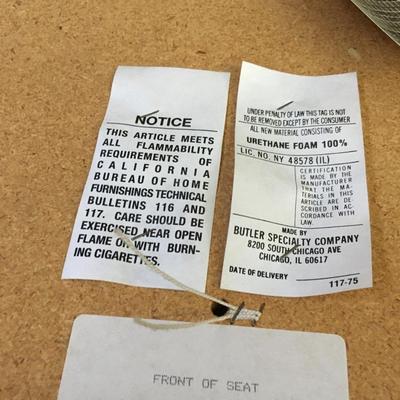 NOTICE
THIS ARTICLE MEETS
ALL FLAMMABILITY
REQUIREMENTS OF
CALIFORNIA
BUREAU OF HOME
FURNISHINGS TECHNICAL
BULLETINS 116 AND
117. CARE SHOULD BE
EXERCISED NEAR OPEN
FLAME OR WITH BURN-
ING CIGARETTES.
UNDER PENALTY OF LAW THIS TAG IS NOT
TO BE REMOVED EXCEPT BY THE CONSUMER
ALL NEW MATERIAL CONSISTING OF
URETHANE FOAM 100%
LIC. NO. NY 48578 (IL)
CERTIFICATION
IS MADE BY THE
MANUFACTURER
THAT THE MA-
TERIALS IN THIS
ARTICLE ARE DE-
SCRIBED IN AC-
CORDANCE WITH
LAW.
MADE BY
BUTLER SPECIALTY COMPANY
8200 SOUTH CHICAGO AVE
CHICAGO, IL 60617
DATE OF DELIVERY
117-75
FRONT OF SEAT